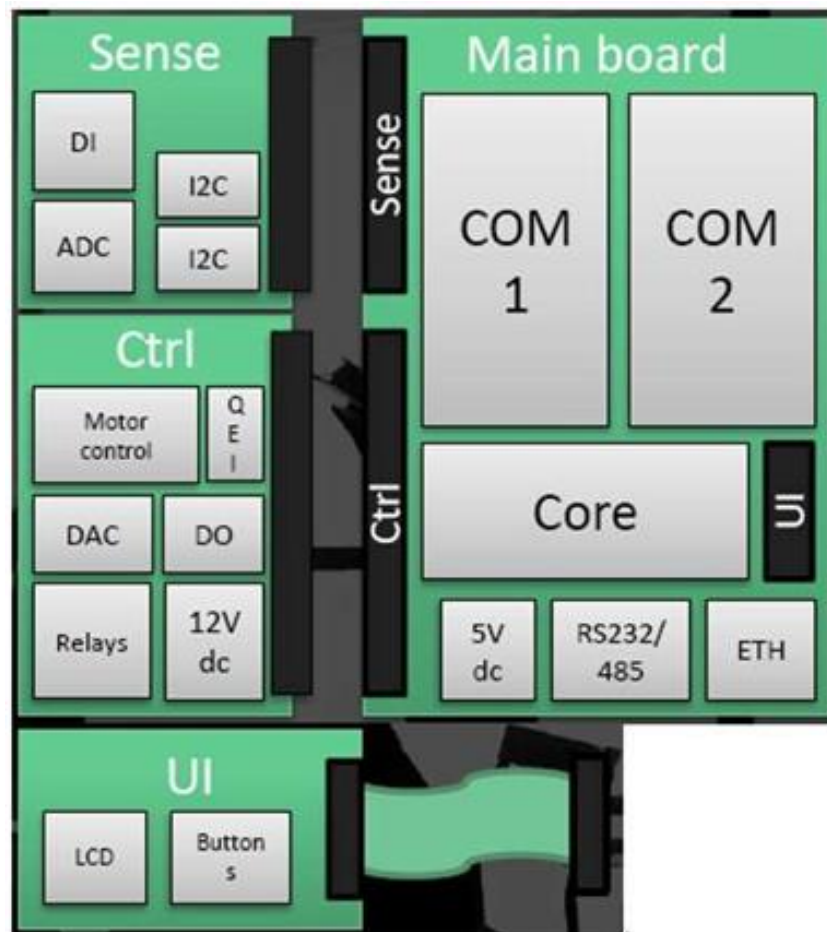 Sense
DI
I2C
ADC
I2C
Ctrl
Motor
control
Q
E
I
DAC
DO
Relays
12V
dc
Main board
Sense
COM
1
COM
2
Ctrl
Core
UI
5V
dc
RS232/
485
ETH
UI
LCD
Button
s